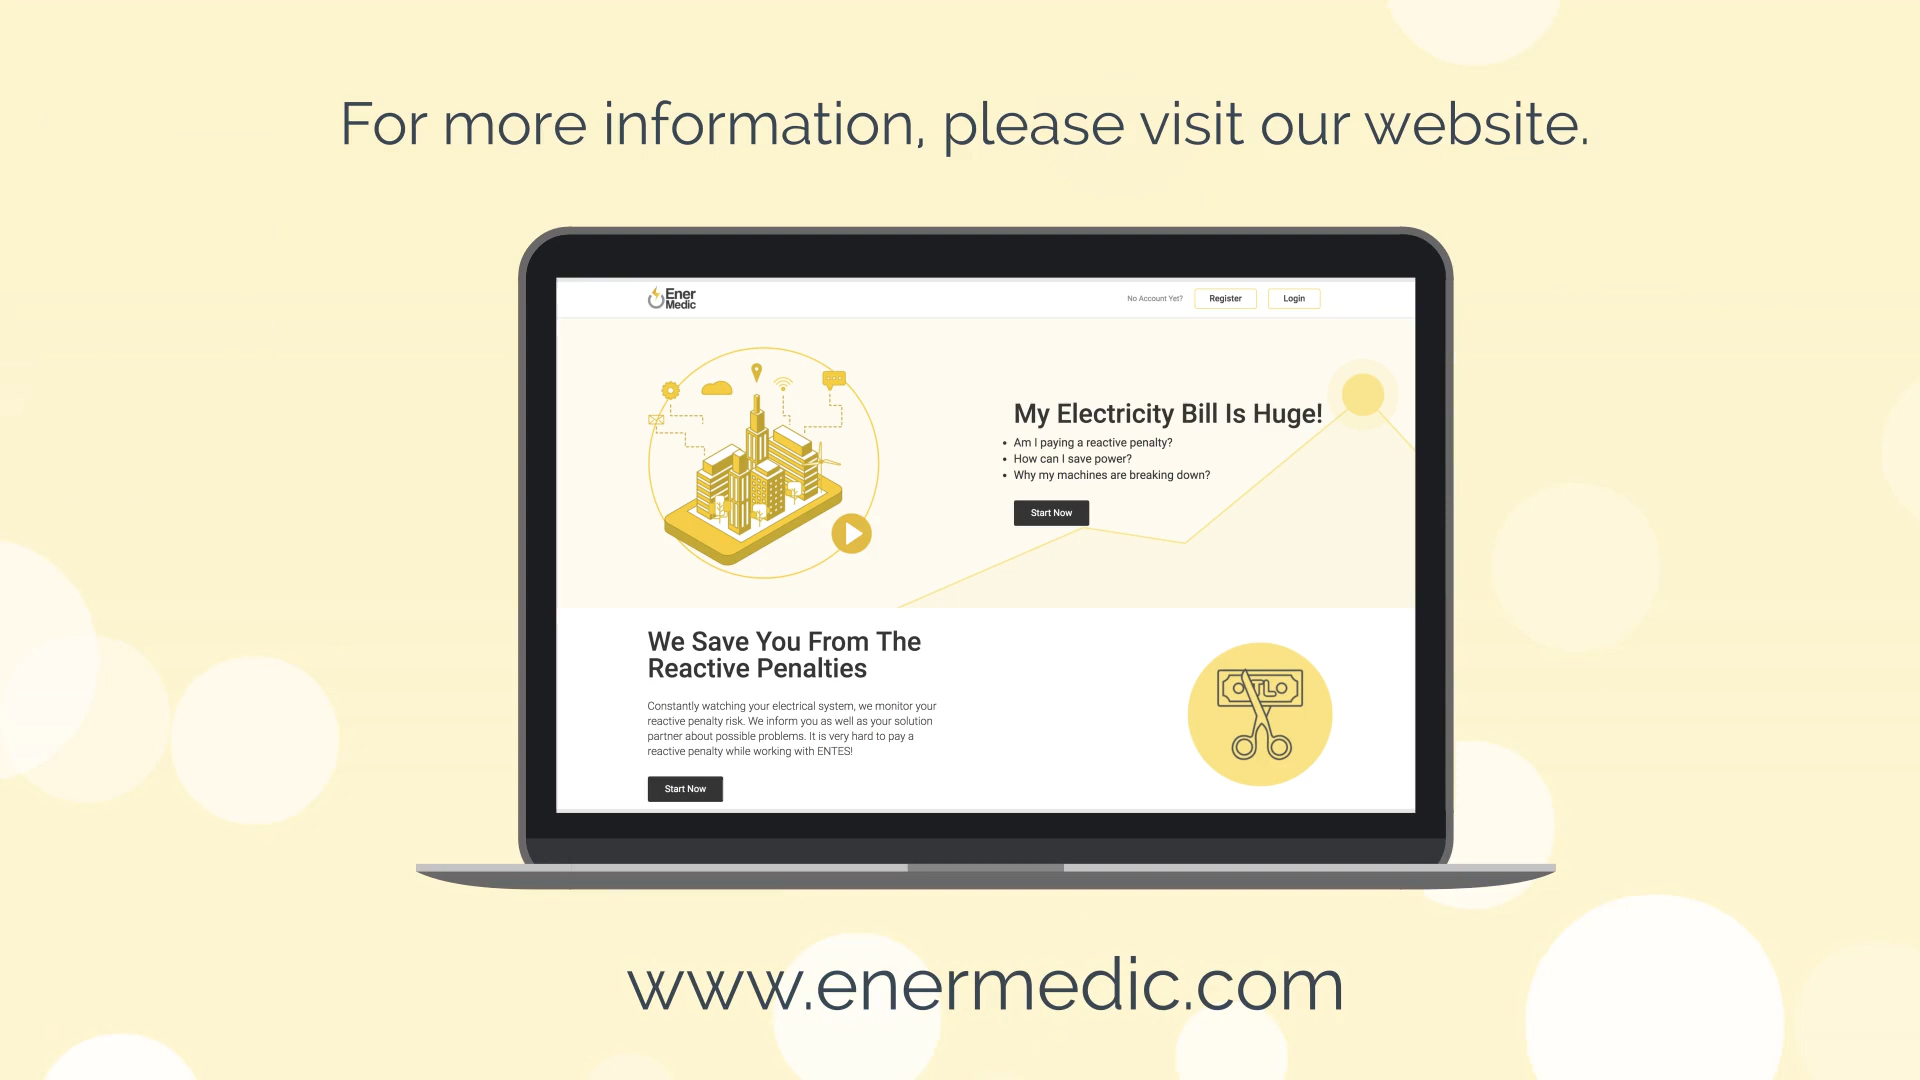 For more information, please visit our website.
Ener
Medic
No Account Yet?
Register
Login
My Electricity Bill Is Huge!
• Am I paying a reactive penalty?
• How can I save power?
• Why my machines are breaking down?
Start Now
We Save You From The
Reactive Penalties
Constantly watching your electrical system, we monitor your
reactive penalty risk. We inform you as well as your solution
partner about possible problems. It is very hard to pay a
reactive penalty while working with ENTES!
Start Now
TL
www.enermedic.com